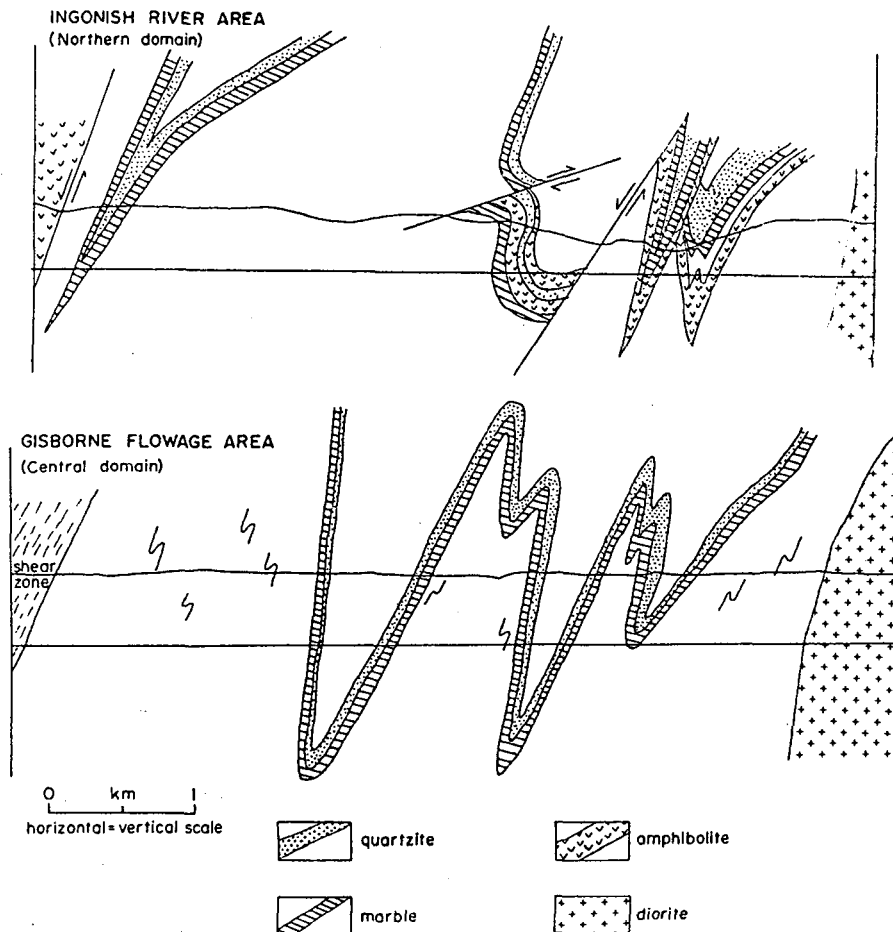 INGONISH RIVER AREA
(Northern domain)
GISBORNE FLOWAGE AREA
(Central domain)
shear
zone
0 km 1
horizontal=vertical scale
quartzite
amphibolite
marble
diorite